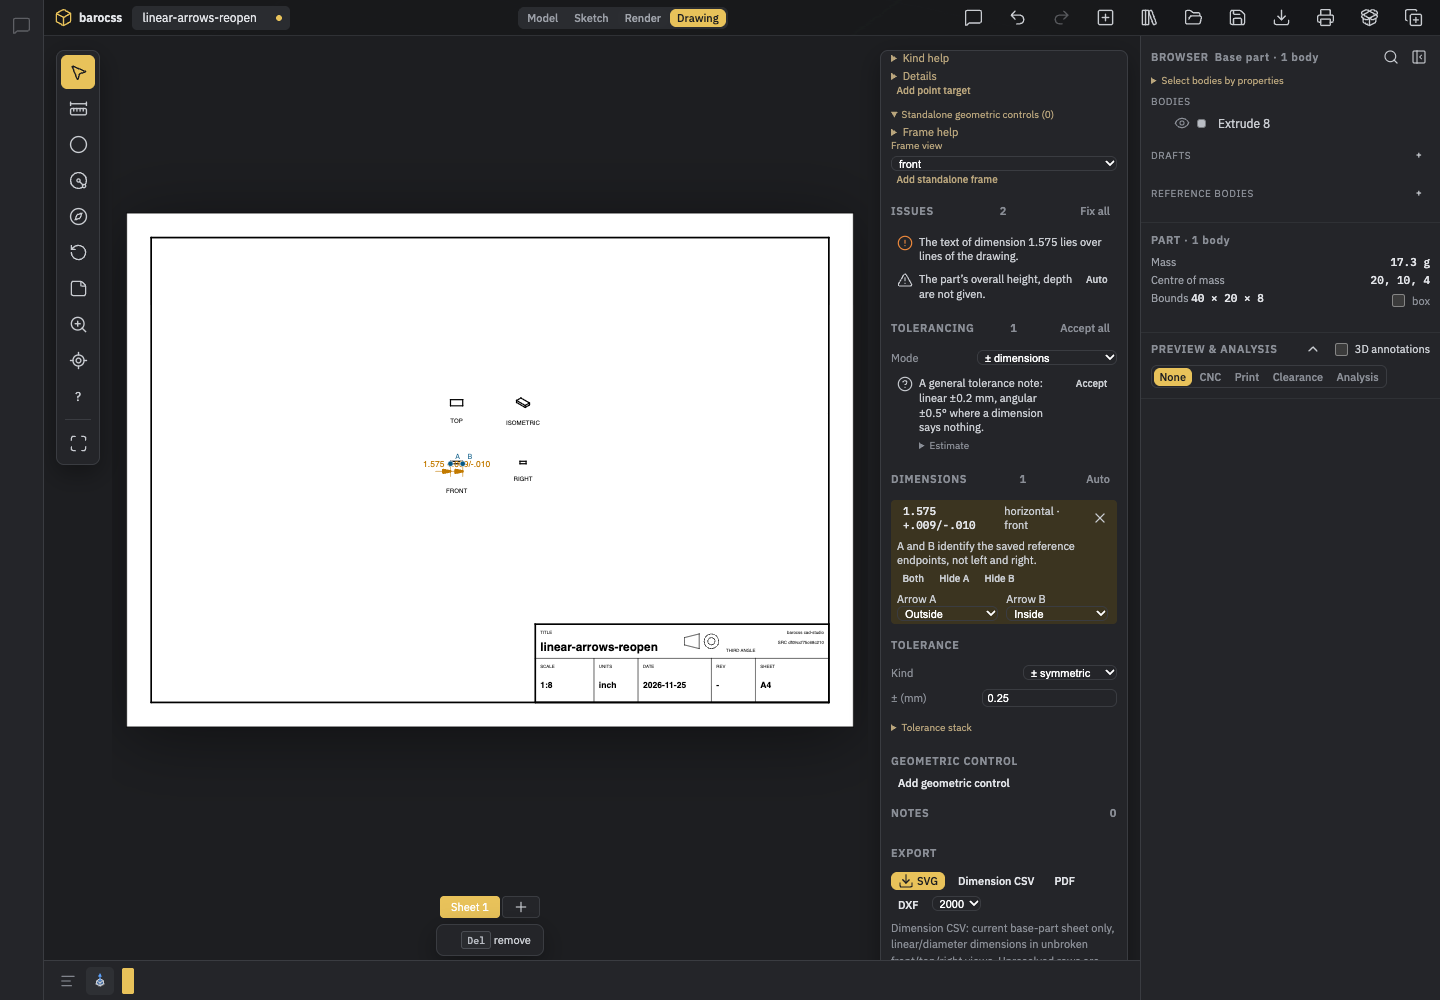 barocss
linear-arrows-reopen
Model Sketch Render Drawing
?
Kind help
Details
Add point target
Standalone geometric controls (0)
Frame help
Frame view
front
Add standalone frame
ISSUES 2 Fix all
The text of dimension 1.575 lies over
lines of the drawing.
The part's overall height, depth
are not given.
Auto
TOLERANCING 1 Accept all
Mode ± dimensions
A general tolerance note:
linear ±0.2 mm, angular
±0.5° where a dimension
says nothing.
Accept
Estimate
DIMENSIONS 1 Auto
1.575
+.009/-.010
horizontal ·
front
A and B identify the saved reference
endpoints, not left and right.
Both Hide A Hide B
Arrow A Arrow B
Outside Inside
TOLERANCE
Kind ± symmetric
± (mm) 0.25
Tolerance stack
GEOMETRIC CONTROL
Add geometric control
NOTES 0
EXPORT
SVG Dimension CSV PDF
DXF 2000
Dimension CSV: current base-part sheet only,
linear/diameter dimensions in unbroken
BROWSER Base part · 1 body
Select bodies by properties
BODIES
Extrude 8
DRAFTS +
REFERENCE BODIES +
PART · 1 body
Mass 17.3 g
Centre of mass 20, 10, 4
Bounds 40 × 20 × 8 box
PREVIEW & ANALYSIS 3D annotations
None CNC Print Clearance Analysis
TOP
ISOMETRIC
A B
1.575
/-.010
FRONT
RIGHT
TITLE
linear-arrows-reopen
THIRD ANGLE
barocss cad-studio
SCALE UNITS DATE REV SHEET
1:8 inch 2026-11-25 - A4
Sheet 1 +
Del remove